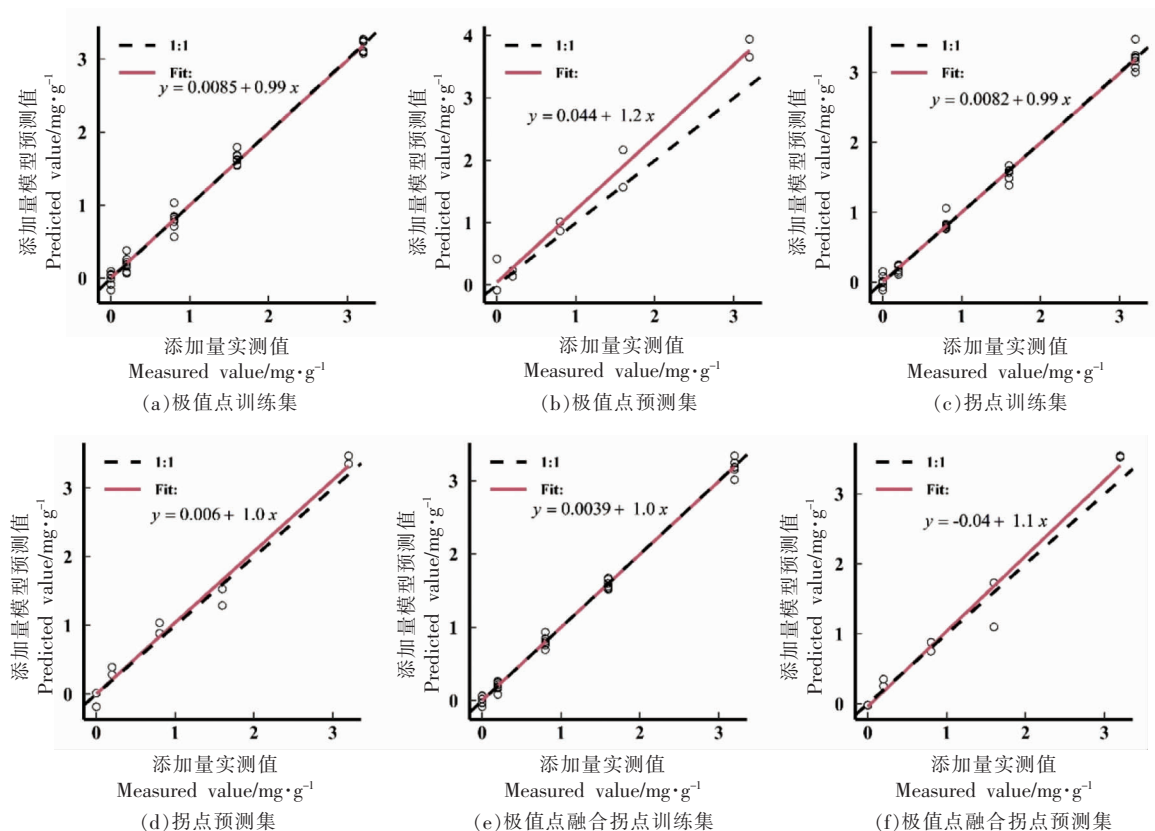 添加量模型预测值
Predicted value/mg·g⁻¹
3
2
1
0
1:1
Fit:
y = 0.0085 + 0.99 x
0 1 2 3
添加量实测值
Measured value/mg·g⁻¹
(a)极值点训练集
添加量模型预测值
Predicted value/mg·g⁻¹
4
3
2
1
0
1:1
Fit:
y = 0.044 + 1.2 x
0 1 2 3
添加量实测值
Measured value/mg·g⁻¹
(b)极值点预测集
添加量模型预测值
Predicted value/mg·g⁻¹
3
2
1
0
1:1
Fit:
y = 0.0082 + 0.99 x
0 1 2 3
添加量实测值
Measured value/mg·g⁻¹
(c)拐点训练集
添加量模型预测值
Predicted value/mg·g⁻¹
3
2
1
0
1:1
Fit:
y = 0.006 + 1.0 x
0 1 2 3
添加量实测值
Measured value/mg·g⁻¹
(d)拐点预测集
添加量模型预测值
Predicted value/mg·g⁻¹
3
2
1
0
1:1
Fit:
y = 0.0039 + 1.0 x
0 1 2 3
添加量实测值
Measured value/mg·g⁻¹
(e)极值点融合拐点训练集
添加量模型预测值
Predicted value/mg·g⁻¹
3
2
1
0
1:1
Fit:
y = -0.04 + 1.1 x
0 1 2 3
添加量实测值
Measured value/mg·g⁻¹
(f)极值点融合拐点预测集